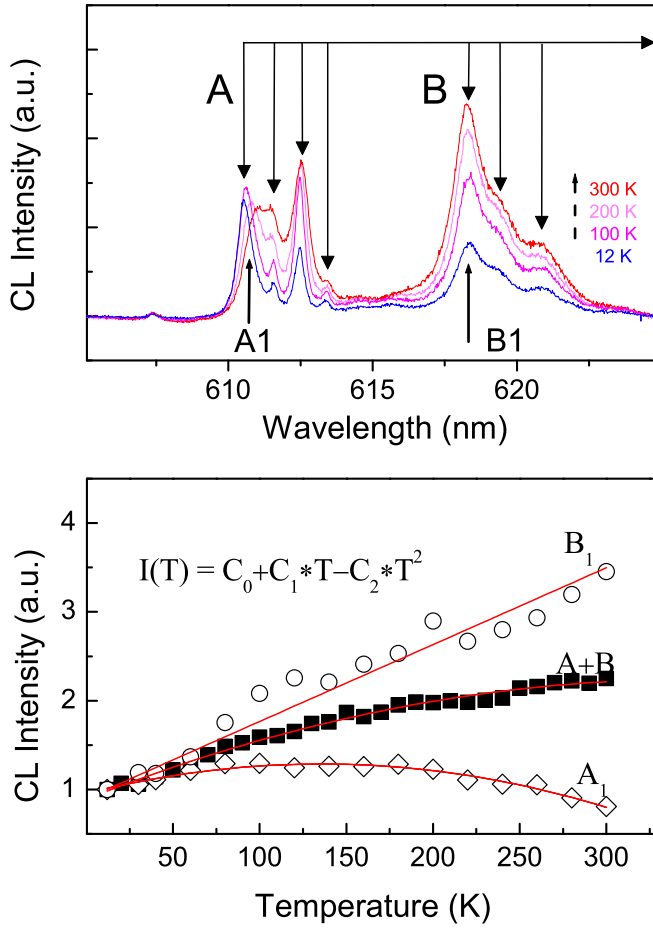 A
B
300 K
200 K
100 K
12 K
A1
B1
CL Intensity (a.u.)
610
615
620
Wavelength (nm)
4
3
2
1
I(T) = C₀+C₁*T−C₂*T²
B₁
A+B
A₁
CL Intensity (a.u.)
50
100
150
200
250
300
Temperature (K)